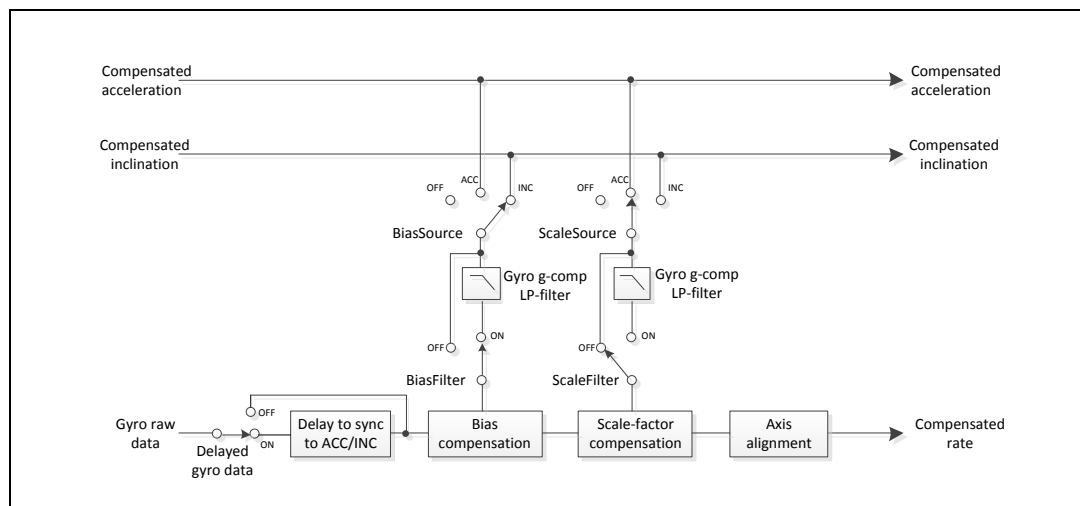 Compensated
acceleration
Compensated
acceleration
Compensated
inclination
Compensated
inclination
OFF
ACC
INC
OFF
ACC
INC
BiasSource
ScaleSource
Gyro g-comp
LP-filter
Gyro g-comp
LP-filter
OFF
ON
OFF
ON
BiasFilter
ScaleFilter
OFF
Gyro raw
data
ON
Delayed
gyro data
Delay to sync
to ACC/INC
Bias
compensation
Scale-factor
compensation
Axis
alignment
Compensated
rate